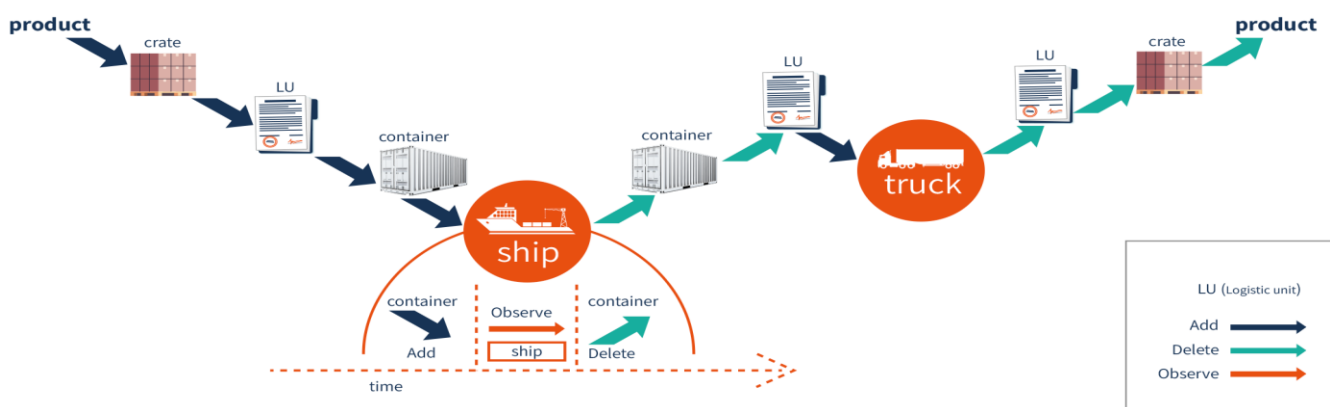 product
crate
LU
container
ship
container
LU
truck
LU
crate
product
container
Add
Observe
ship
container
Delete
time
LU (Logistic unit)
Add
Delete
Observe